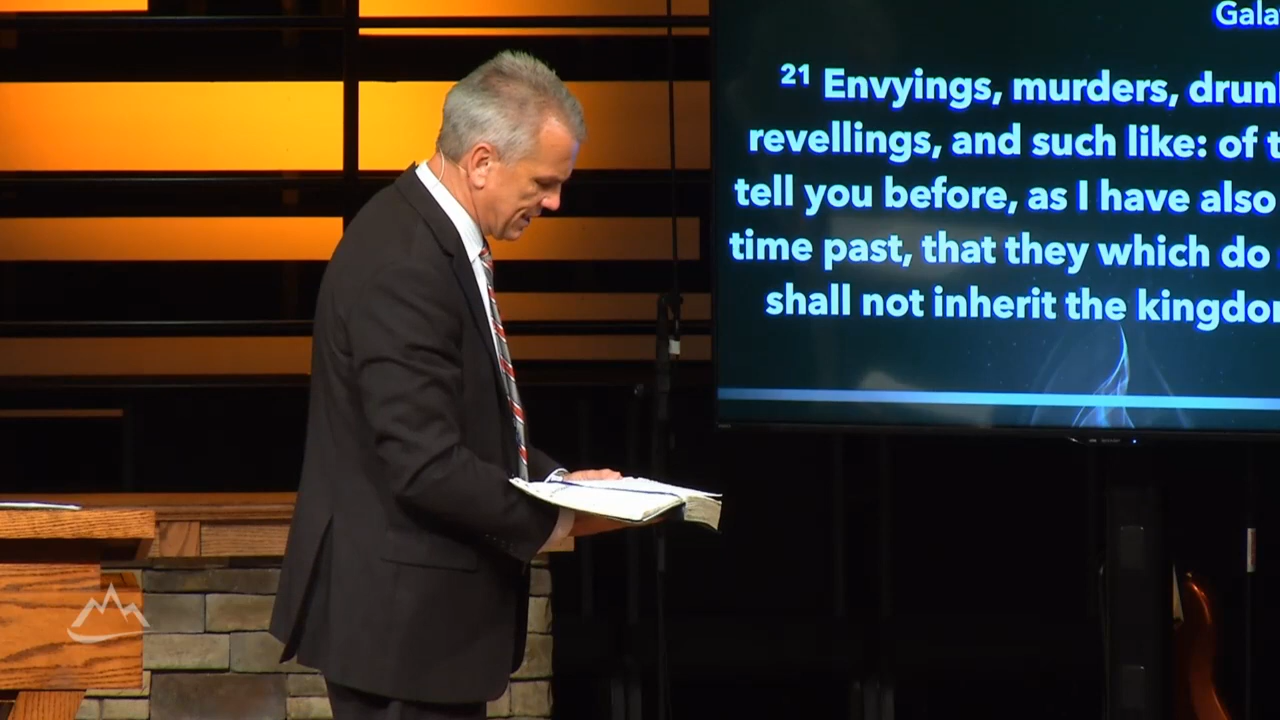 Gala
21 Envyings, murders, drun
revellings, and such like: of t
tell you before, as I have also
time past, that they which do
shall not inherit the kingdo